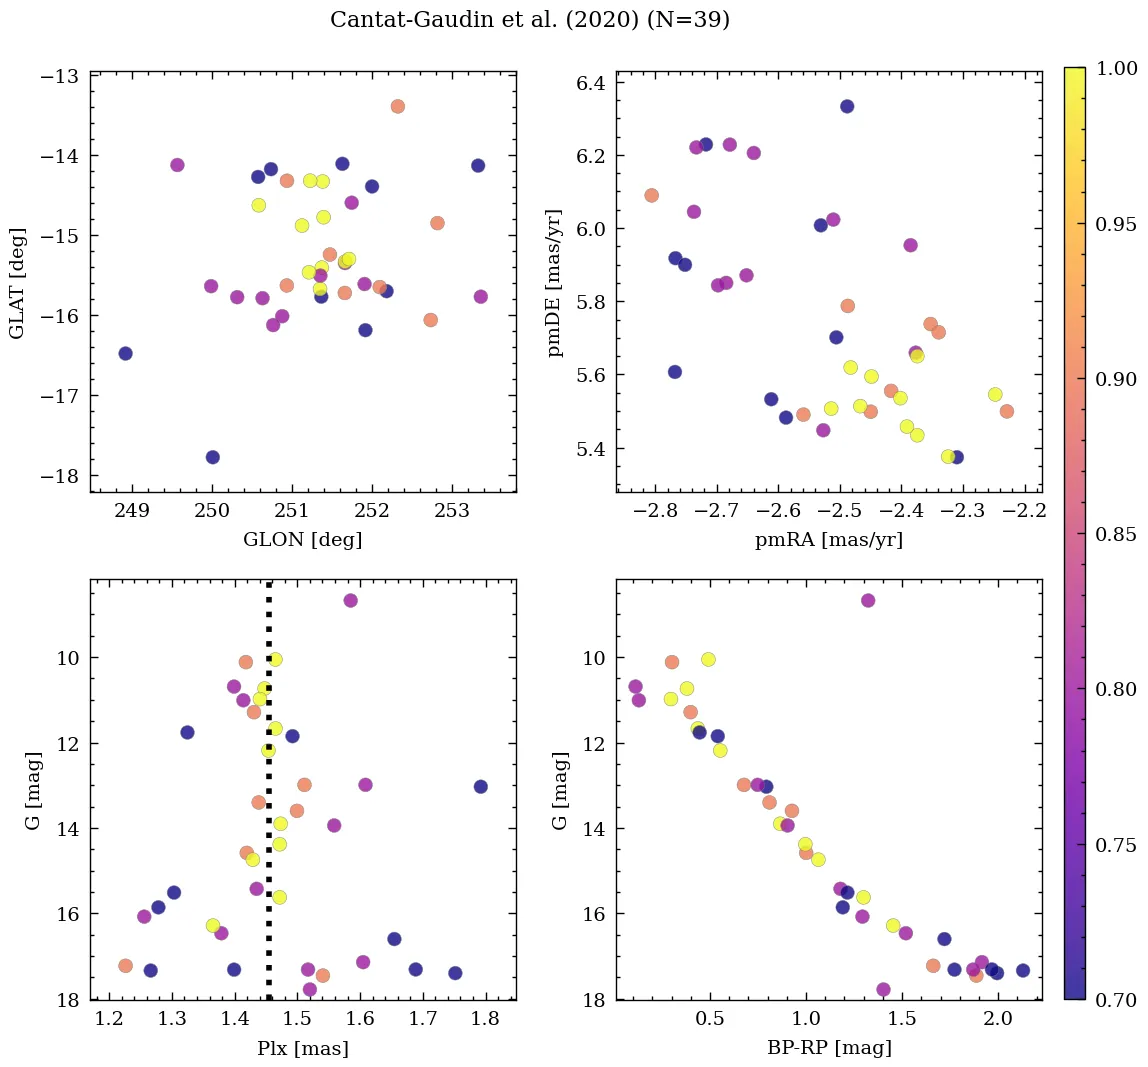 Cantat-Gaudin et al. (2020) (N=39)
−13
−14
−15
−16
−17
−18
GLAT [deg]
249 250 251 252 253
GLON [deg]
6.4
6.2
6.0
5.8
5.6
5.4
pmDE [mas/yr]
−2.8 −2.7 −2.6 −2.5 −2.4 −2.3 −2.2
pmRA [mas/yr]
10
12
14
16
18
G [mag]
1.2 1.3 1.4 1.5 1.6 1.7 1.8
Plx [mas]
10
12
14
16
18
G [mag]
0.5 1.0 1.5 2.0
BP-RP [mag]
1.00
0.95
0.90
0.85
0.80
0.75
0.70